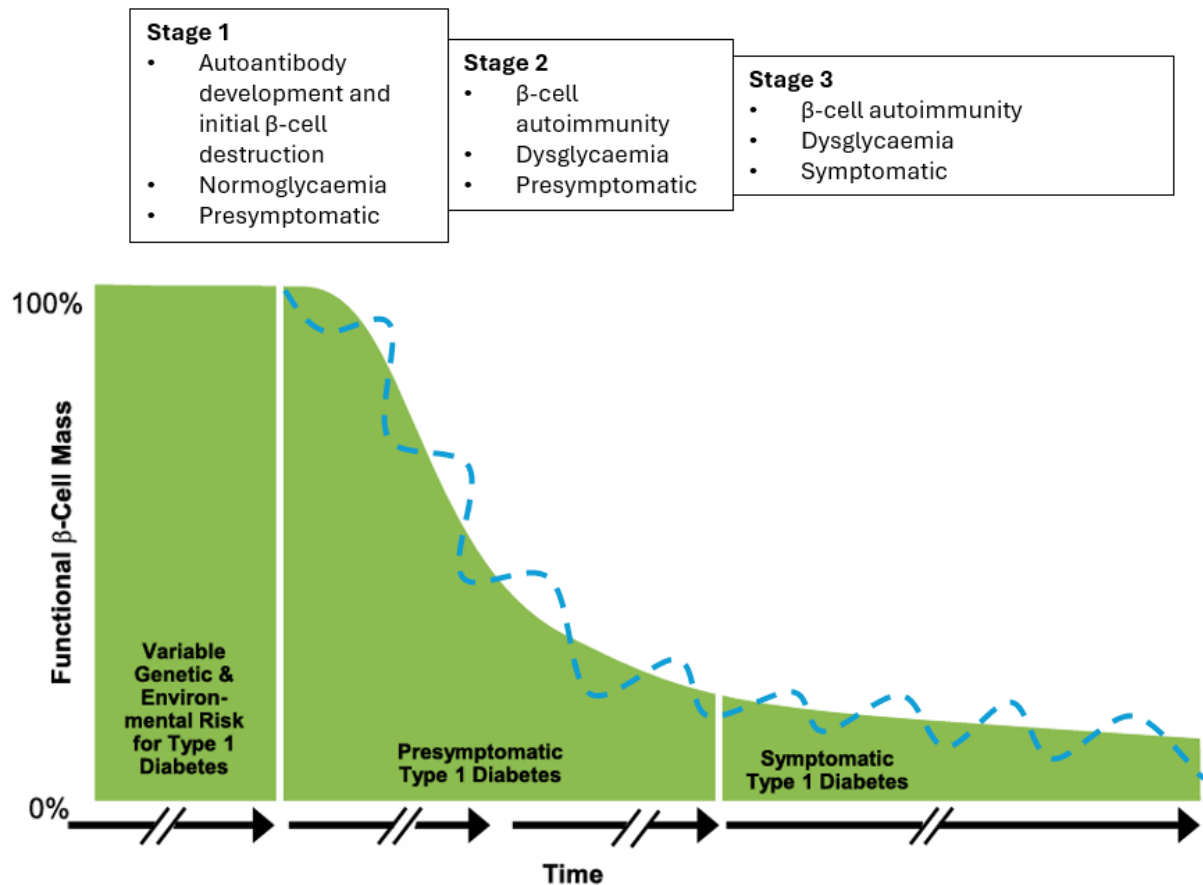 Stage 1
• Autoantibody
development and
initial β-cell
destruction
• Normoglycaemia
• Presymptomatic
Stage 2
• β-cell
autoimmunity
• Dysglycaemia
• Presymptomatic
Stage 3
• β-cell autoimmunity
• Dysglycaemia
• Symptomatic
100%
Functional β-Cell Mass
0%
Variable
Genetic &
Environ-
mental Risk
for Type 1
Diabetes
Presymptomatic
Type 1 Diabetes
Symptomatic
Type 1 Diabetes
Time